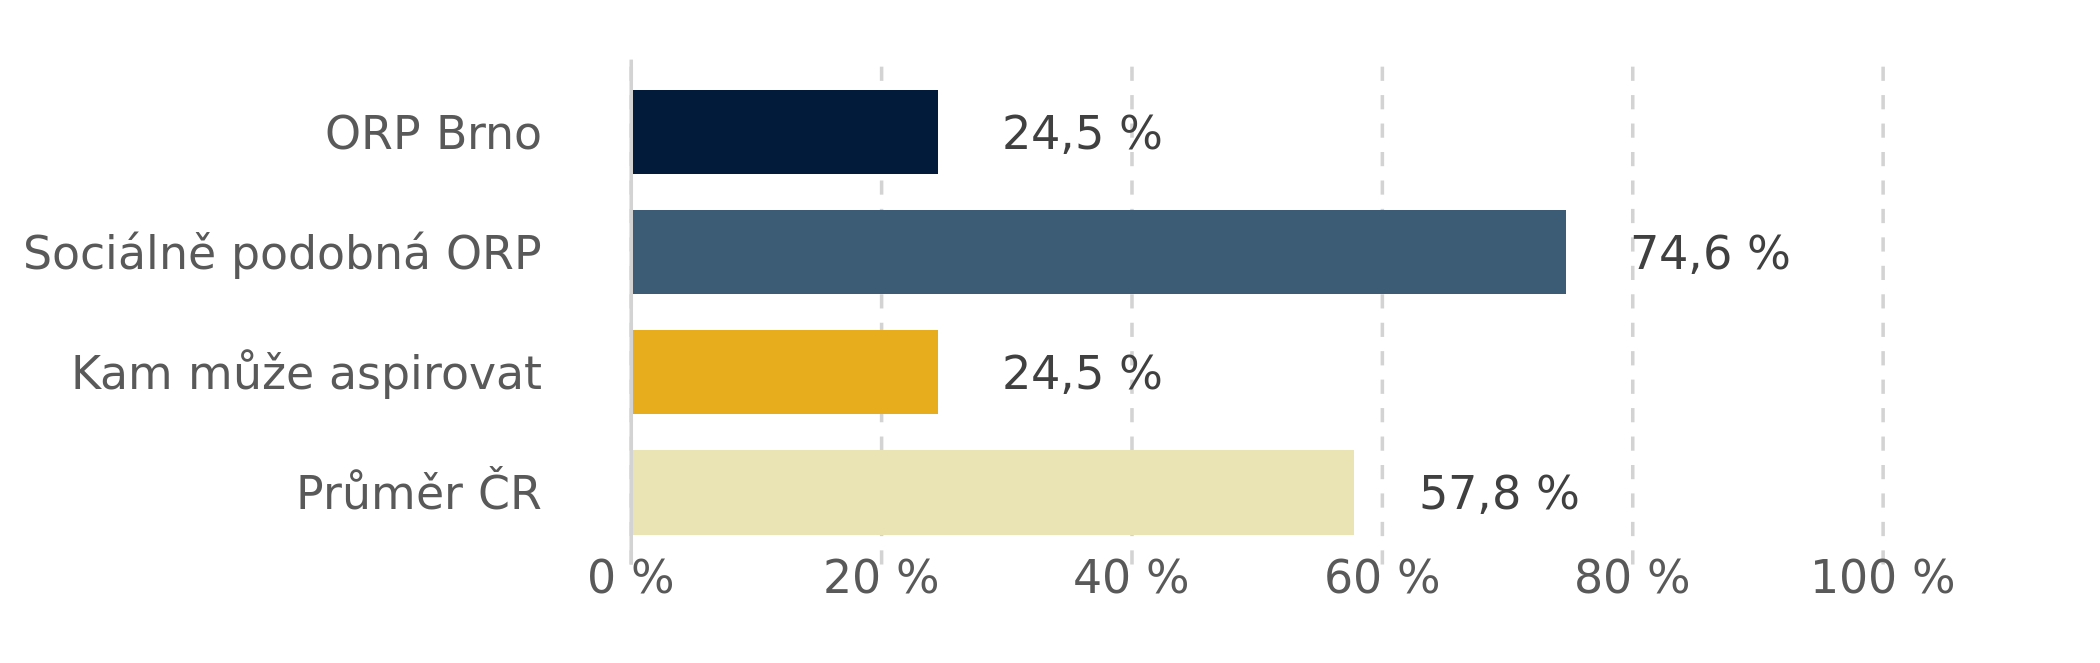 ORP Brno 24,5 %
Sociálně podobná ORP 74,6 %
Kam může aspirovat 24,5 %
Průměr ČR 57,8 %
0 % 20 % 40 % 60 % 80 % 100 %